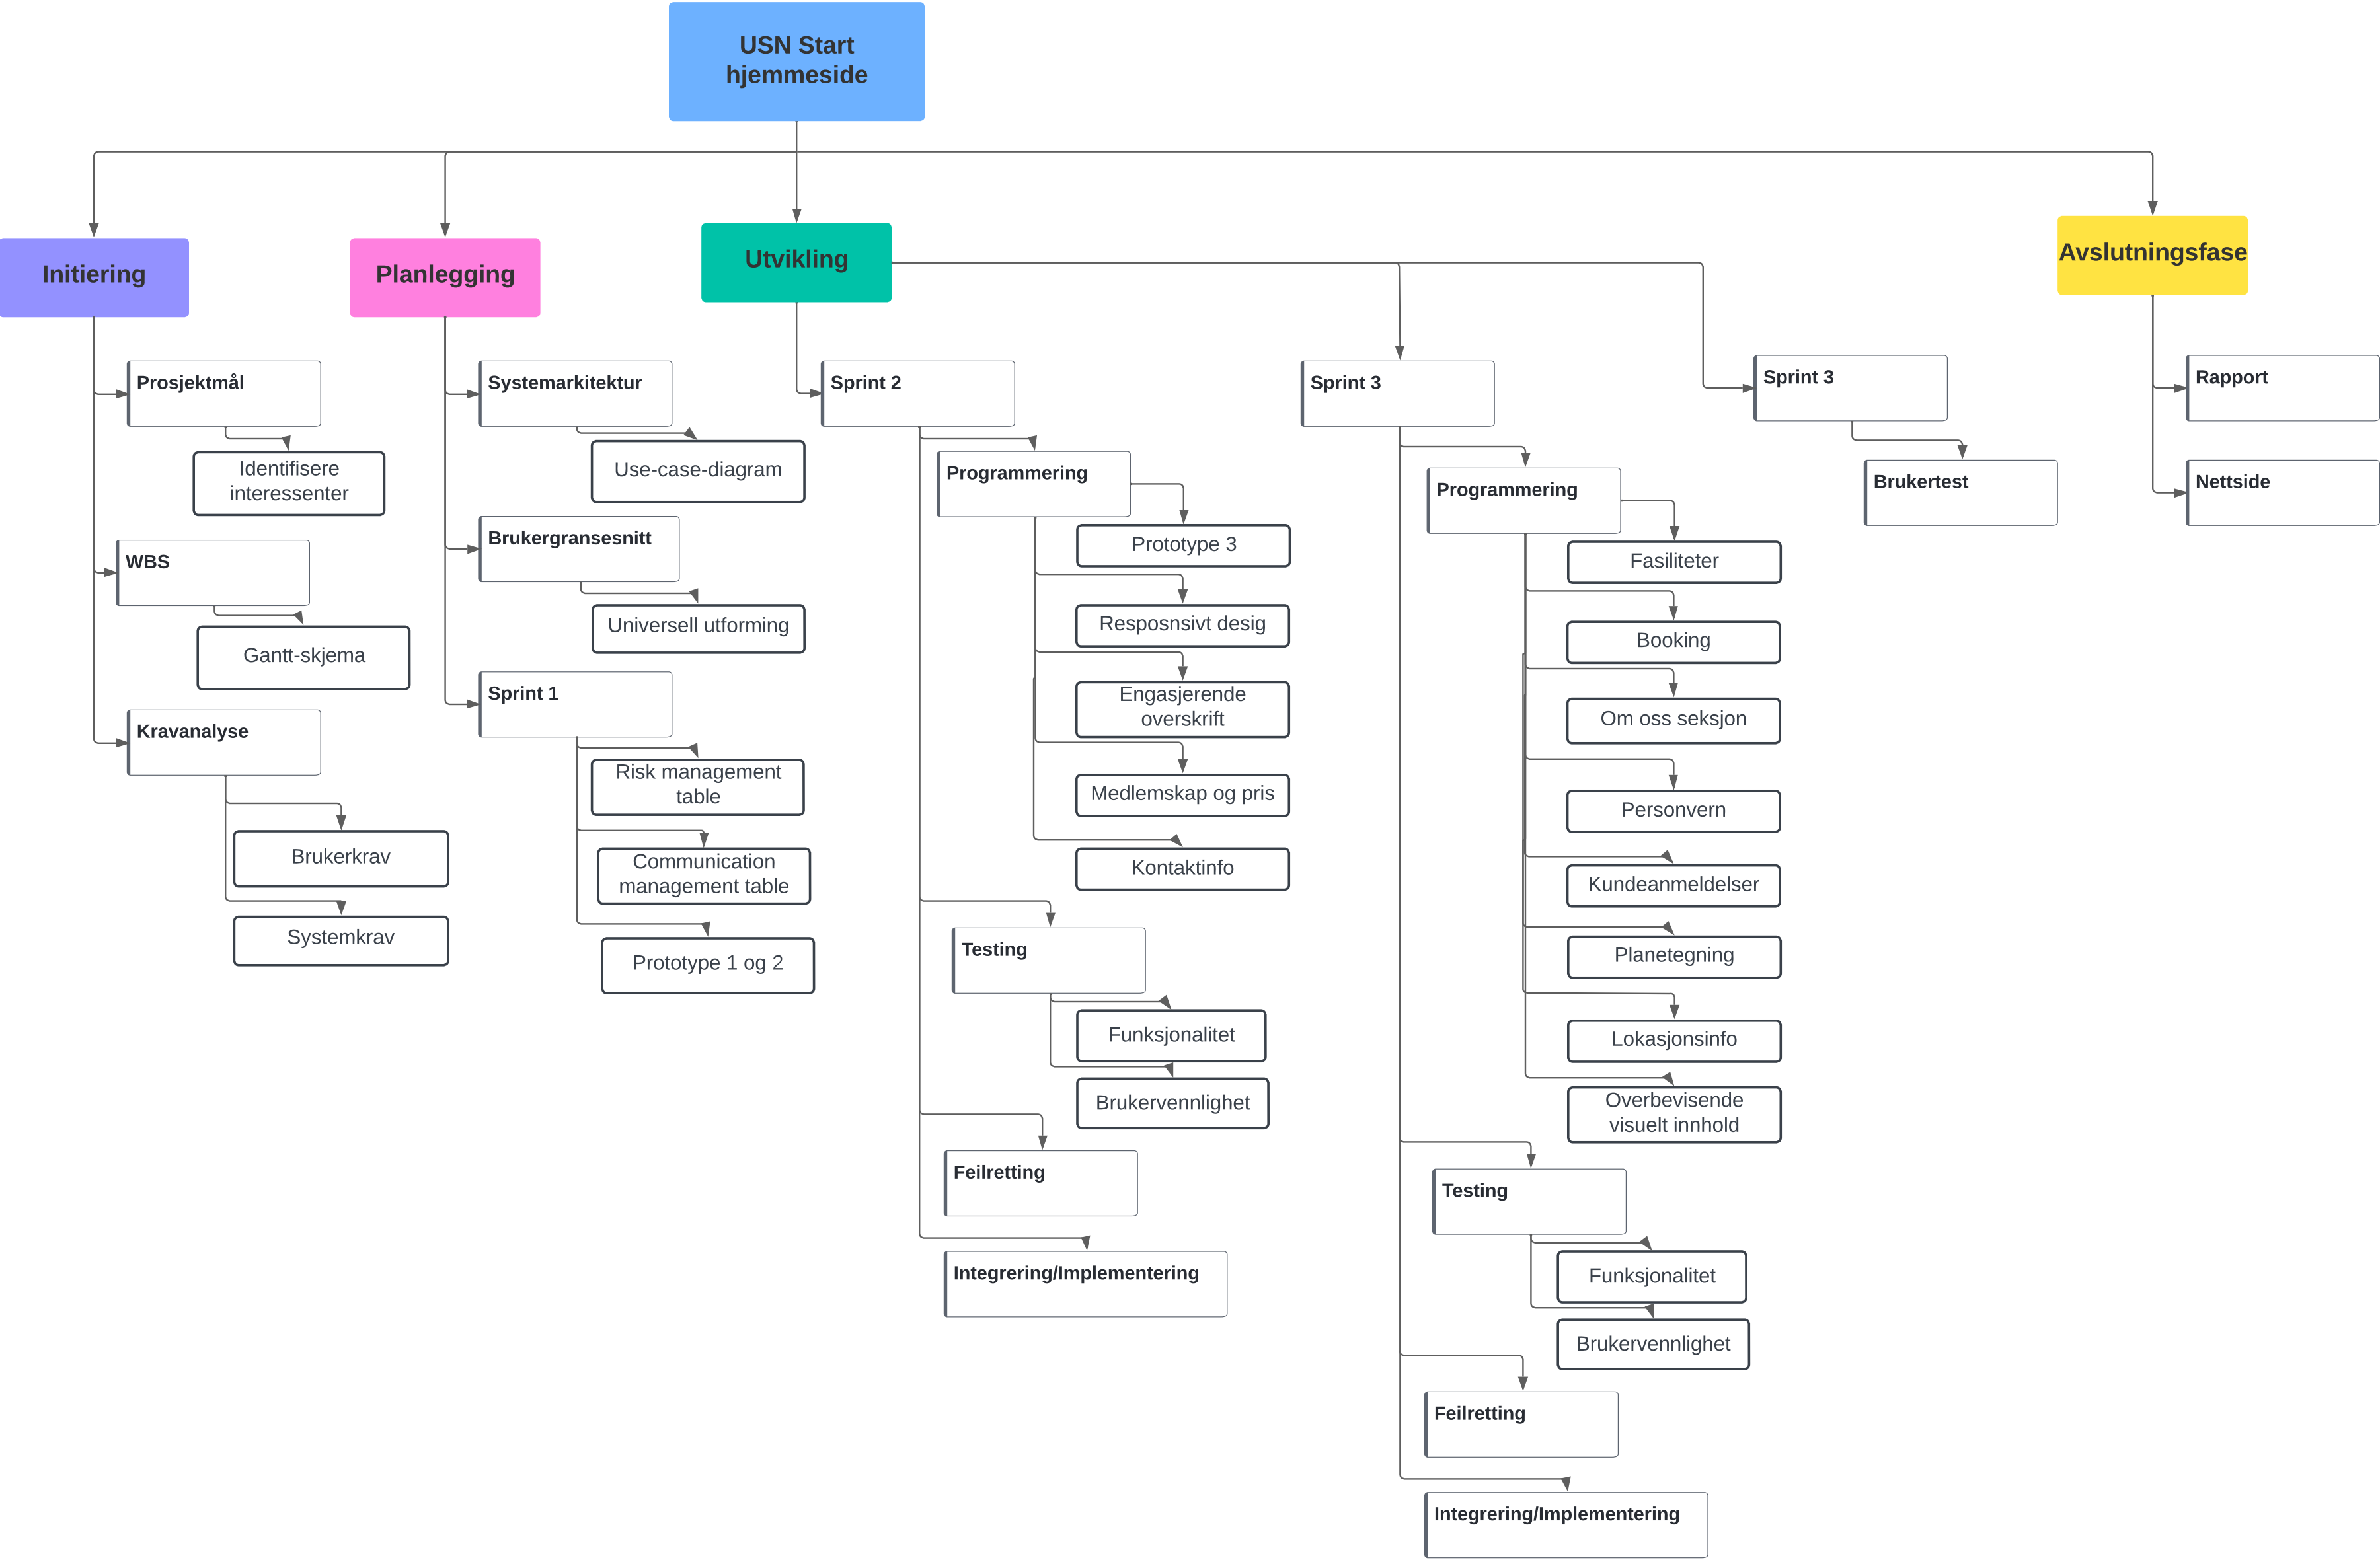 USN Start
hjemmeside
Initiering
Planlegging
Utvikling
Avslutningsfase
Prosjektmål
Identifisere
interessenter
WBS
Gantt-skjema
Kravanalyse
Brukerkrav
Systemkrav
Systemarkitektur
Use-case-diagram
Brukergransesnitt
Universell utforming
Sprint 1
Risk management
table
Communication
management table
Prototype 1 og 2
Sprint 2
Programmering
Prototype 3
Resposnsivt desig
Engasjerende
overskrift
Medlemskap og pris
Kontaktinfo
Testing
Funksjonalitet
Brukervennlighet
Feilretting
Integrering/Implementering
Sprint 3
Programmering
Fasiliteter
Booking
Om oss seksjon
Personvern
Kundeanmeldelser
Planetegning
Lokasjonsinfo
Overbevisende
visuelt innhold
Testing
Funksjonalitet
Brukervennlighet
Feilretting
Integrering/Implementering
Sprint 3
Brukertest
Rapport
Nettside